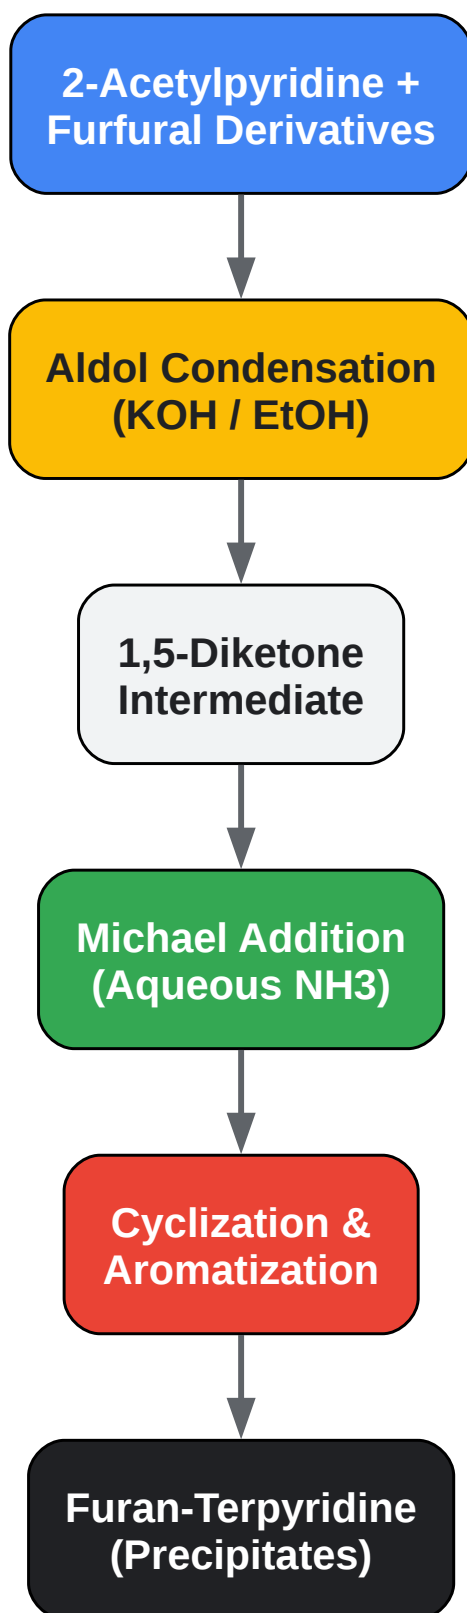 2-Acetylpyridine +
Furfural Derivatives
Aldol Condensation
(KOH / EtOH)
1,5-Diketone
Intermediate
Michael Addition
(Aqueous NH3)
Cyclization &
Aromatization
Furan-Terpyridine
(Precipitates)